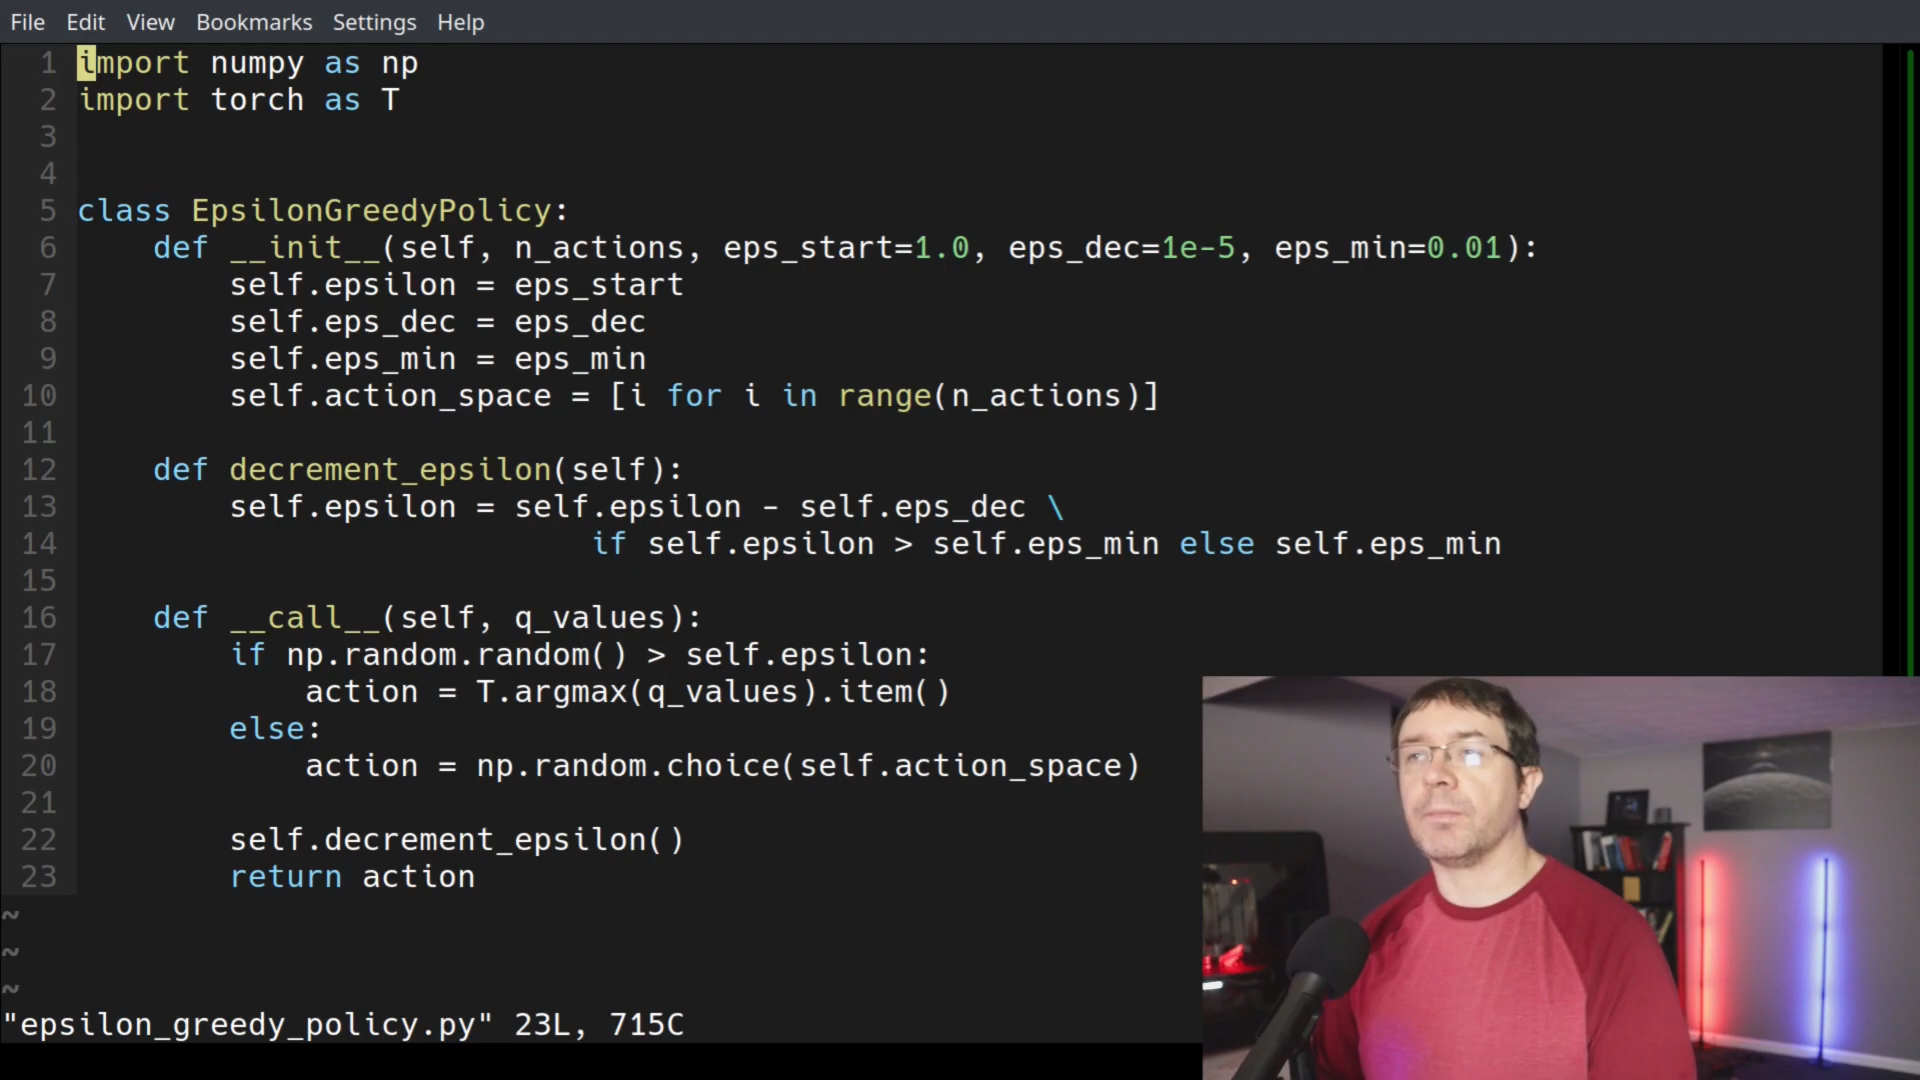 File Edit View Bookmarks Settings Help
1 import numpy as np
2 import torch as T
3
4
5 class EpsilonGreedyPolicy:
6     def __init__(self, n_actions, eps_start=1.0, eps_dec=1e-5, eps_min=0.01):
7         self.epsilon = eps_start
8         self.eps_dec = eps_dec
9         self.eps_min = eps_min
10         self.action_space = [i for i in range(n_actions)]
11
12     def decrement_epsilon(self):
13         self.epsilon = self.epsilon - self.eps_dec \
14                            if self.epsilon > self.eps_min else self.eps_min
15
16     def __call__(self, q_values):
17         if np.random.random() > self.epsilon:
18             action = T.argmax(q_values).item()
19         else:
20             action = np.random.choice(self.action_space)
21
22         self.decrement_epsilon()
23         return action
~
~
~
"epsilon_greedy_policy.py" 23L, 715C